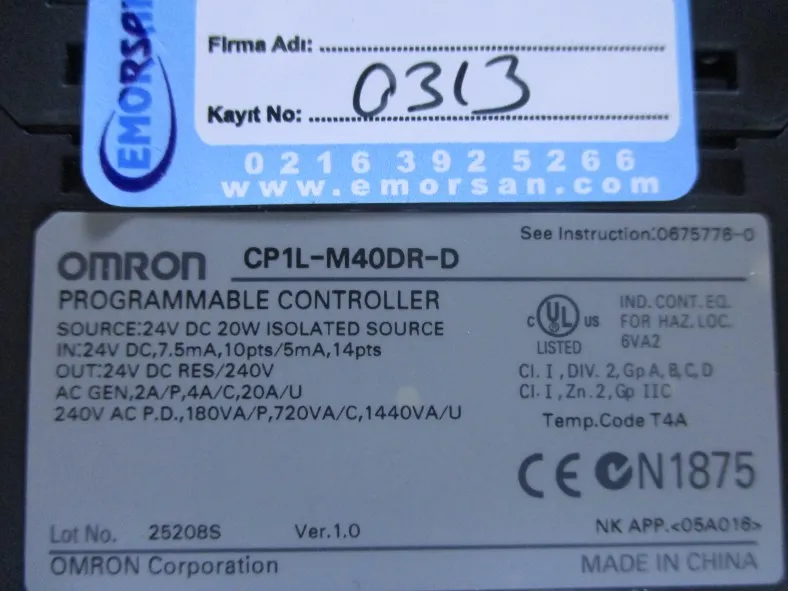 EMORSAN
Firma Adı: ................
Kayıt No: ................ 0313
0216 392 5266
www.emorsan.com
See Instruction:0675776-0
OMRON CP1L-M40DR-D
PROGRAMMABLE CONTROLLER
SOURCE:24V DC 20W ISOLATED SOURCE
IN:24V DC,7.5mA,10pts/5mA,14pts
OUT:24V DC RES/240V
AC GEN,2A/P,4A/C,20A/U
240V AC P.D.,180VA/P,720VA/C,1440VA/U
C UL US
LISTED
IND. CONT. EQ.
FOR HAZ. LOC.
6VA2
Cl. I , DIV. 2, Gp A, B, C, D
Cl. I , Zn. 2, Gp IIC
Temp.Code T4A
CE N1875
Lot No. 25208S Ver.1.0
NK APP.<05A016>
OMRON Corporation
MADE IN CHINA